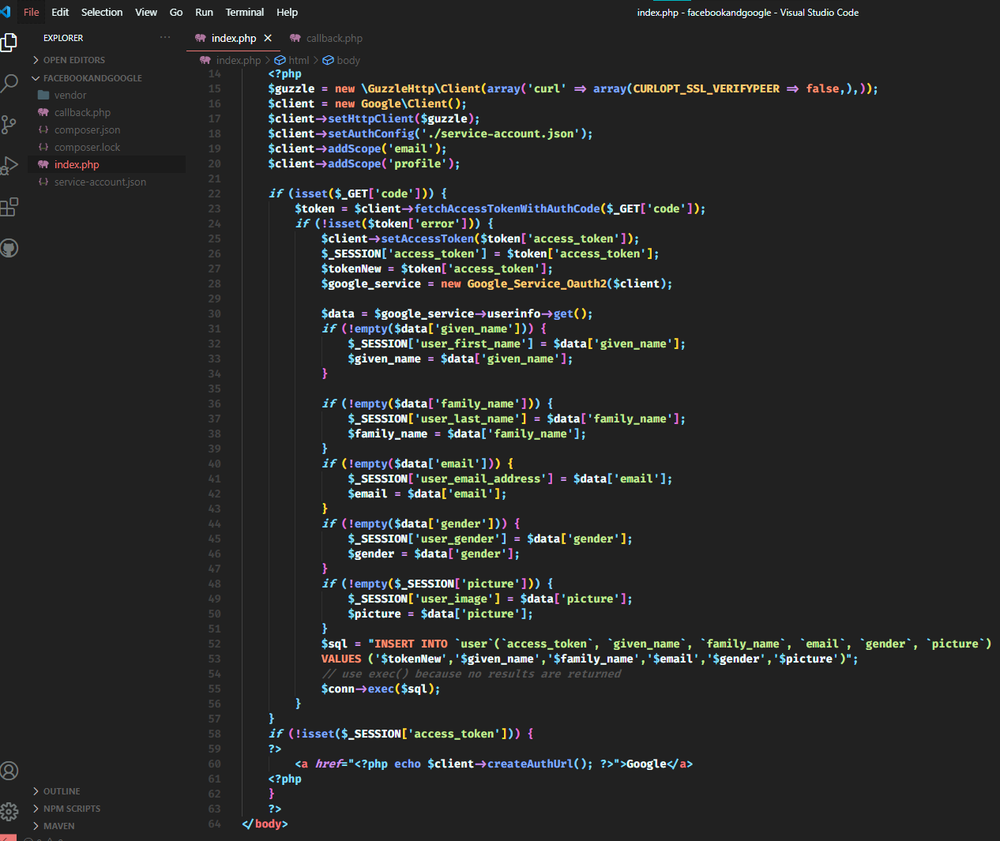 File Edit Selection View Go Run Terminal Help
index.php - facebookandgoogle - Visual Studio Code
EXPLORER
OPEN EDITORS
FACEBOOKANDGOOGLE
vendor
callback.php
composer.json
composer.lock
index.php
service-account.json
OUTLINE
NPM SCRIPTS
MAVEN
index.php callback.php
index.php > html > body
14 <?php
15 $guzzle = new \GuzzleHttp\Client(array('curl' => array(CURLOPT_SSL_VERIFYPEER => false,),));
16 $client = new Google\Client();
17 $client->setHttpClient($guzzle);
18 $client->setAuthConfig('./service-account.json');
19 $client->addScope('email');
20 $client->addScope('profile');
21
22 if (isset($_GET['code'])) {
23 $token = $client->fetchAccessTokenWithAuthCode($_GET['code']);
24 if (!isset($token['error'])) {
25 $client->setAccessToken($token['access_token']);
26 $_SESSION['access_token'] = $token['access_token'];
27 $tokenNew = $token['access_token'];
28 $google_service = new Google_Service_Oauth2($client);
29
30 $data = $google_service->userinfo->get();
31 if (!empty($data['given_name'])) {
32 $_SESSION['user_first_name'] = $data['given_name'];
33 $given_name = $data['given_name'];
34 }
35
36 if (!empty($data['family_name'])) {
37 $_SESSION['user_last_name'] = $data['family_name'];
38 $family_name = $data['family_name'];
39 }
40 if (!empty($data['email'])) {
41 $_SESSION['user_email_address'] = $data['email'];
42 $email = $data['email'];
43 }
44 if (!empty($data['gender'])) {
45 $_SESSION['user_gender'] = $data['gender'];
46 $gender = $data['gender'];
47 }
48 if (!empty($_SESSION['picture'])) {
49 $_SESSION['user_image'] = $data['picture'];
50 $picture = $data['picture'];
51 }
52 $sql = "INSERT INTO `user`(`access_token`, `given_name`, `family_name`, `email`, `gender`, `picture`)
53 VALUES ('$tokenNew','$given_name','$family_name','$email','$gender','$picture')";
54 // use exec() because no results are returned
55 $conn->exec($sql);
56 }
57 }
58 if (!isset($_SESSION['access_token'])) {
59 ?>
60 <a href="<?php echo $client->createAuthUrl(); ?>">Google</a>
61 <?php
62 }
63 ?>
64 </body>